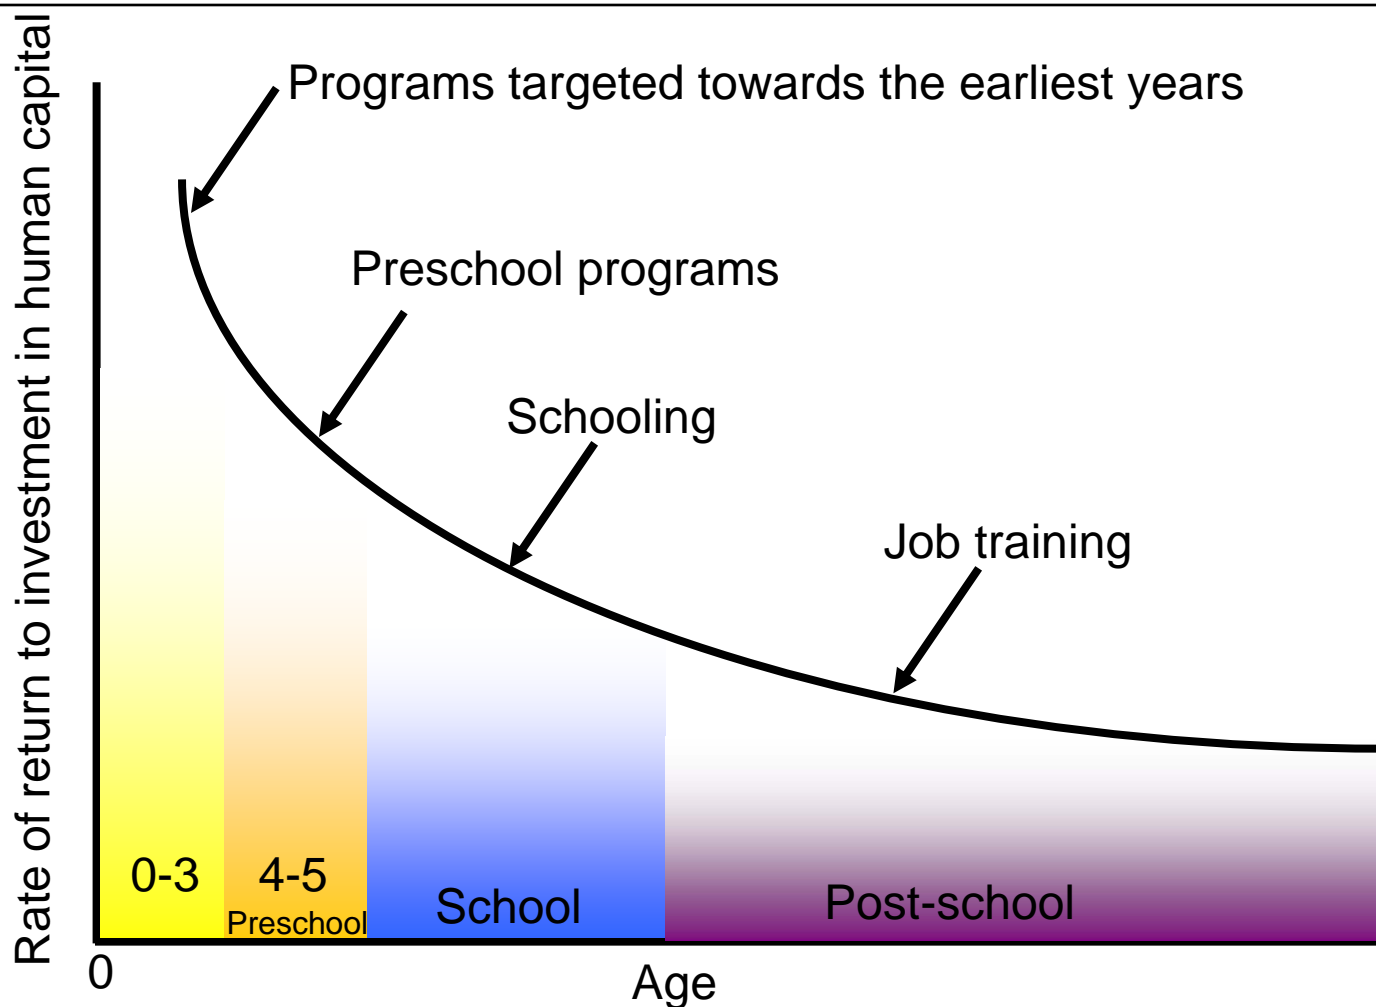 Rate of return to investment in human capital
Programs targeted towards the earliest years
Preschool programs
Schooling
Job training
0-3
4-5
Preschool
School
Post-school
0
Age